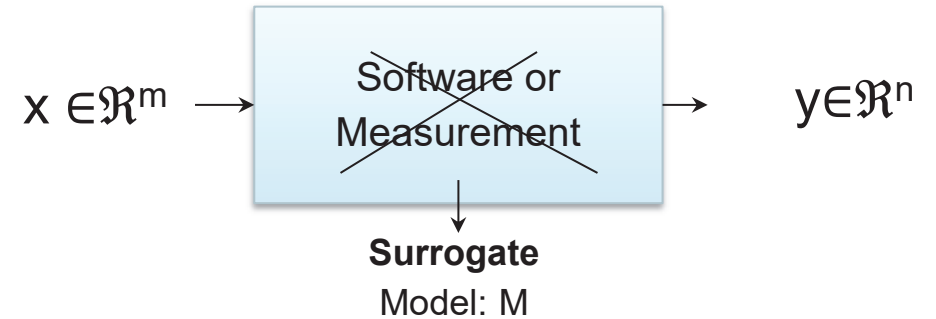 x ∈ℜᵐ
Software or
Measurement
y∈ℜⁿ
Surrogate
Model: M